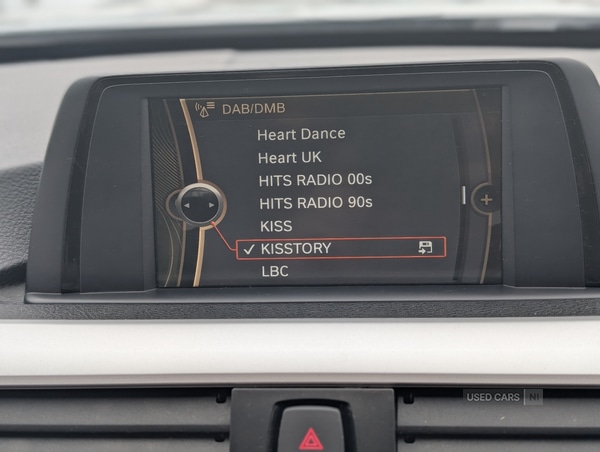 DAB/DMB
Heart Dance
Heart UK
HITS RADIO 00s
HITS RADIO 90s
KISS
✓ KISSTORY
LBC
USED CARS NI